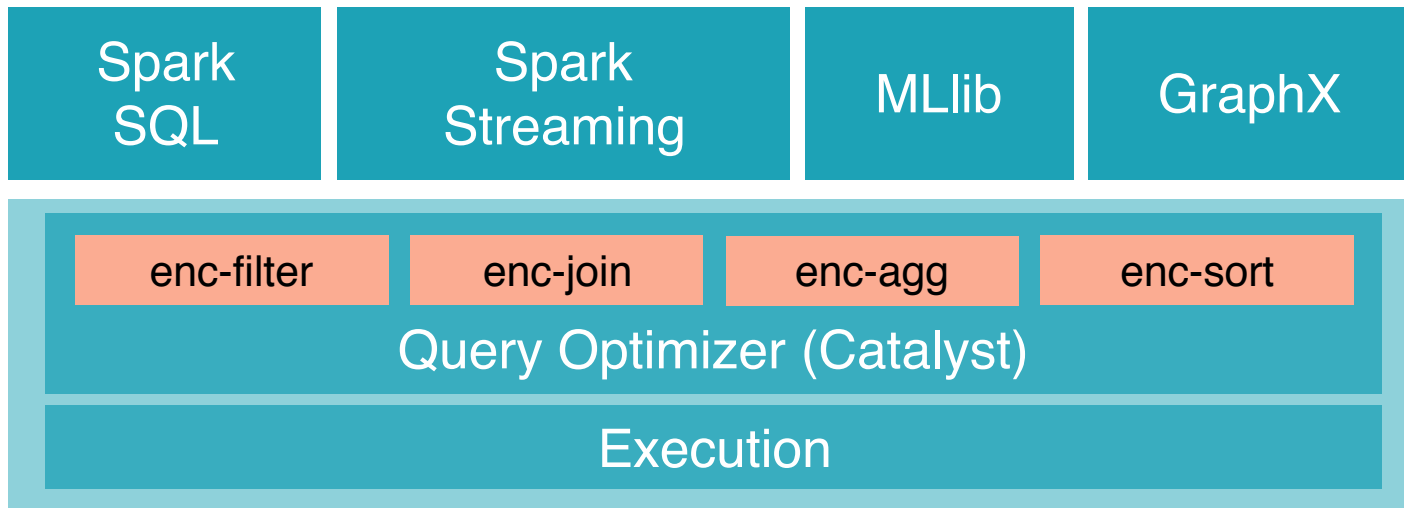 Spark
SQL
Spark
Streaming
MLlib
GraphX
enc-filter
enc-join
enc-agg
enc-sort
Query Optimizer (Catalyst)
Execution